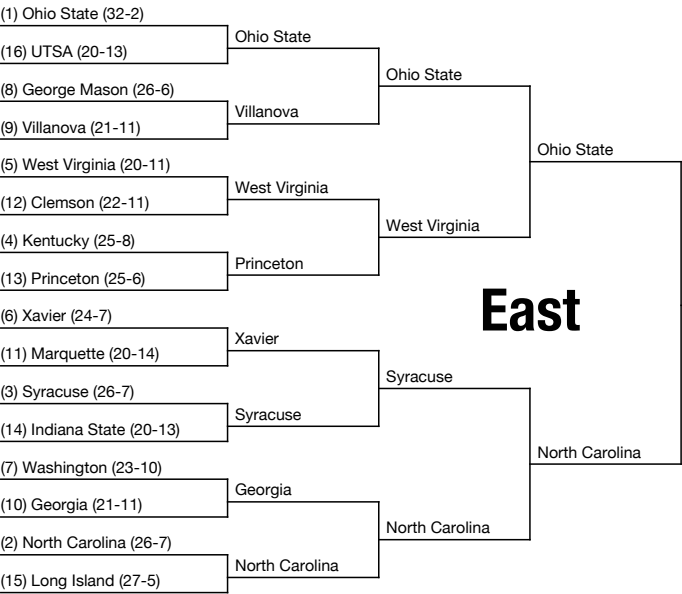 (1) Ohio State (32-2)
(16) UTSA (20-13)
(8) George Mason (26-6)
(9) Villanova (21-11)
(5) West Virginia (20-11)
(12) Clemson (22-11)
(4) Kentucky (25-8)
(13) Princeton (25-6)
(6) Xavier (24-7)
(11) Marquette (20-14)
(3) Syracuse (26-7)
(14) Indiana State (20-13)
(7) Washington (23-10)
(10) Georgia (21-11)
(2) North Carolina (26-7)
(15) Long Island (27-5)
Ohio State
Villanova
West Virginia
Princeton
Xavier
Syracuse
Georgia
North Carolina
Ohio State
West Virginia
Syracuse
North Carolina
Ohio State
North Carolina
East